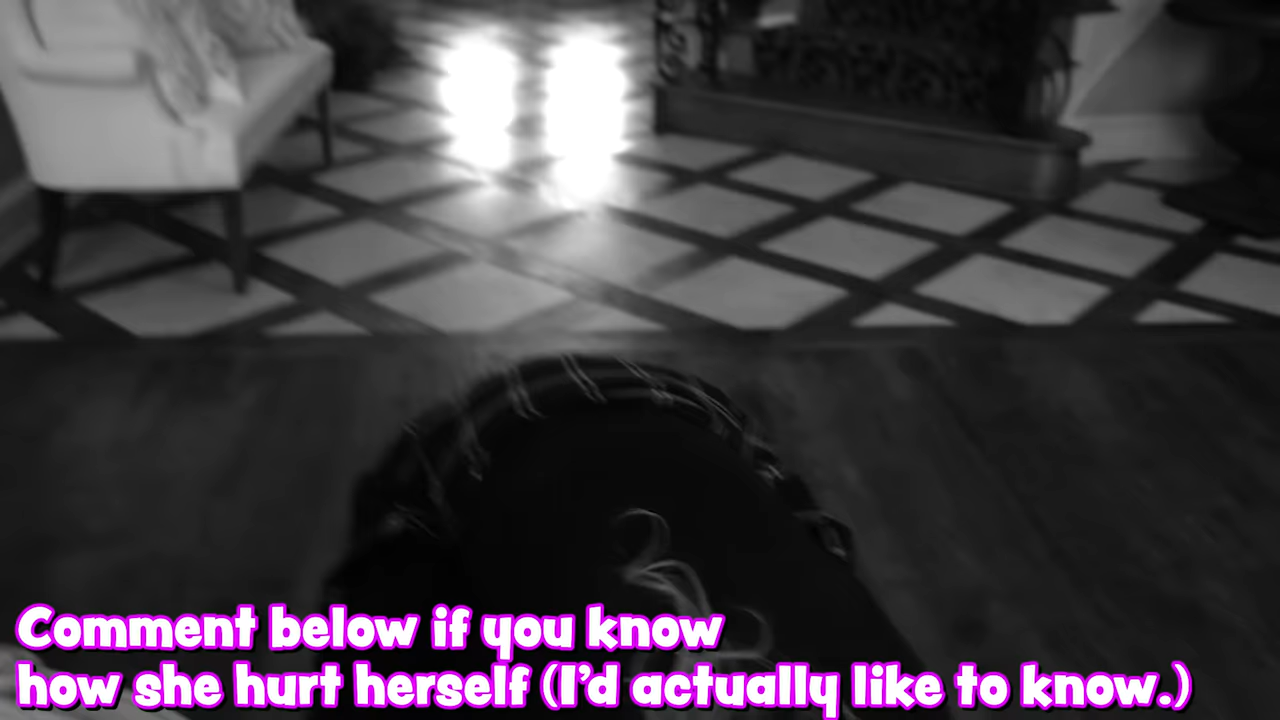 Comment below if you know
how she hurt herself (I'd actually like to know.)